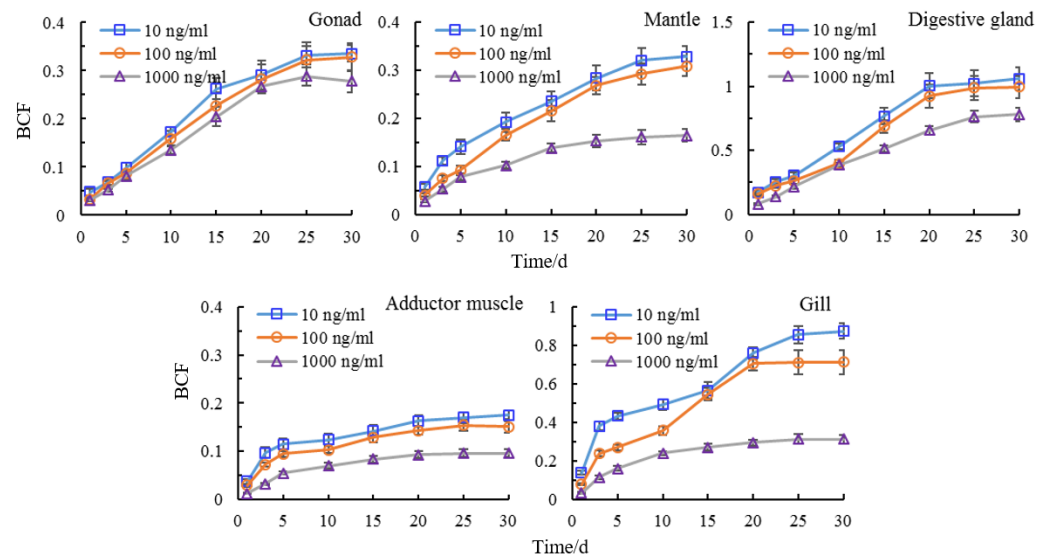 Gonad
10 ng/ml
100 ng/ml
1000 ng/ml
0.4
0.3
0.2
0.1
0
0 5 10 15 20 25 30
BCF
Mantle
10 ng/ml
100 ng/ml
1000 ng/ml
0.4
0.3
0.2
0.1
0
0 5 10 15 20 25 30
Time/d
Digestive gland
10 ng/ml
100 ng/ml
1000 ng/ml
1.5
1
0.5
0
0 5 10 15 20 25 30
Adductor muscle
10 ng/ml
100 ng/ml
1000 ng/ml
0.4
0.3
0.2
0.1
0
0 5 10 15 20 25 30
BCF
Gill
10 ng/ml
100 ng/ml
1000 ng/ml
1
0.8
0.6
0.4
0.2
0
0 5 10 15 20 25 30
Time/d